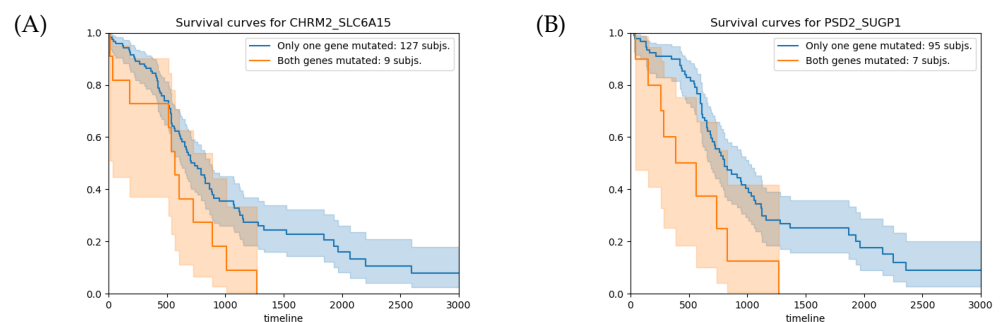 (A)
Survival curves for CHRM2_SLC6A15
1.0
0.8
0.6
0.4
0.2
0.0
Only one gene mutated: 127 subjs.
Both genes mutated: 9 subjs.
0 500 1000 1500 2000 2500 3000
timeline
(B)
Survival curves for PSD2_SUGP1
1.0
0.8
0.6
0.4
0.2
0.0
Only one gene mutated: 95 subjs.
Both genes mutated: 7 subjs.
0 500 1000 1500 2000 2500 3000
timeline